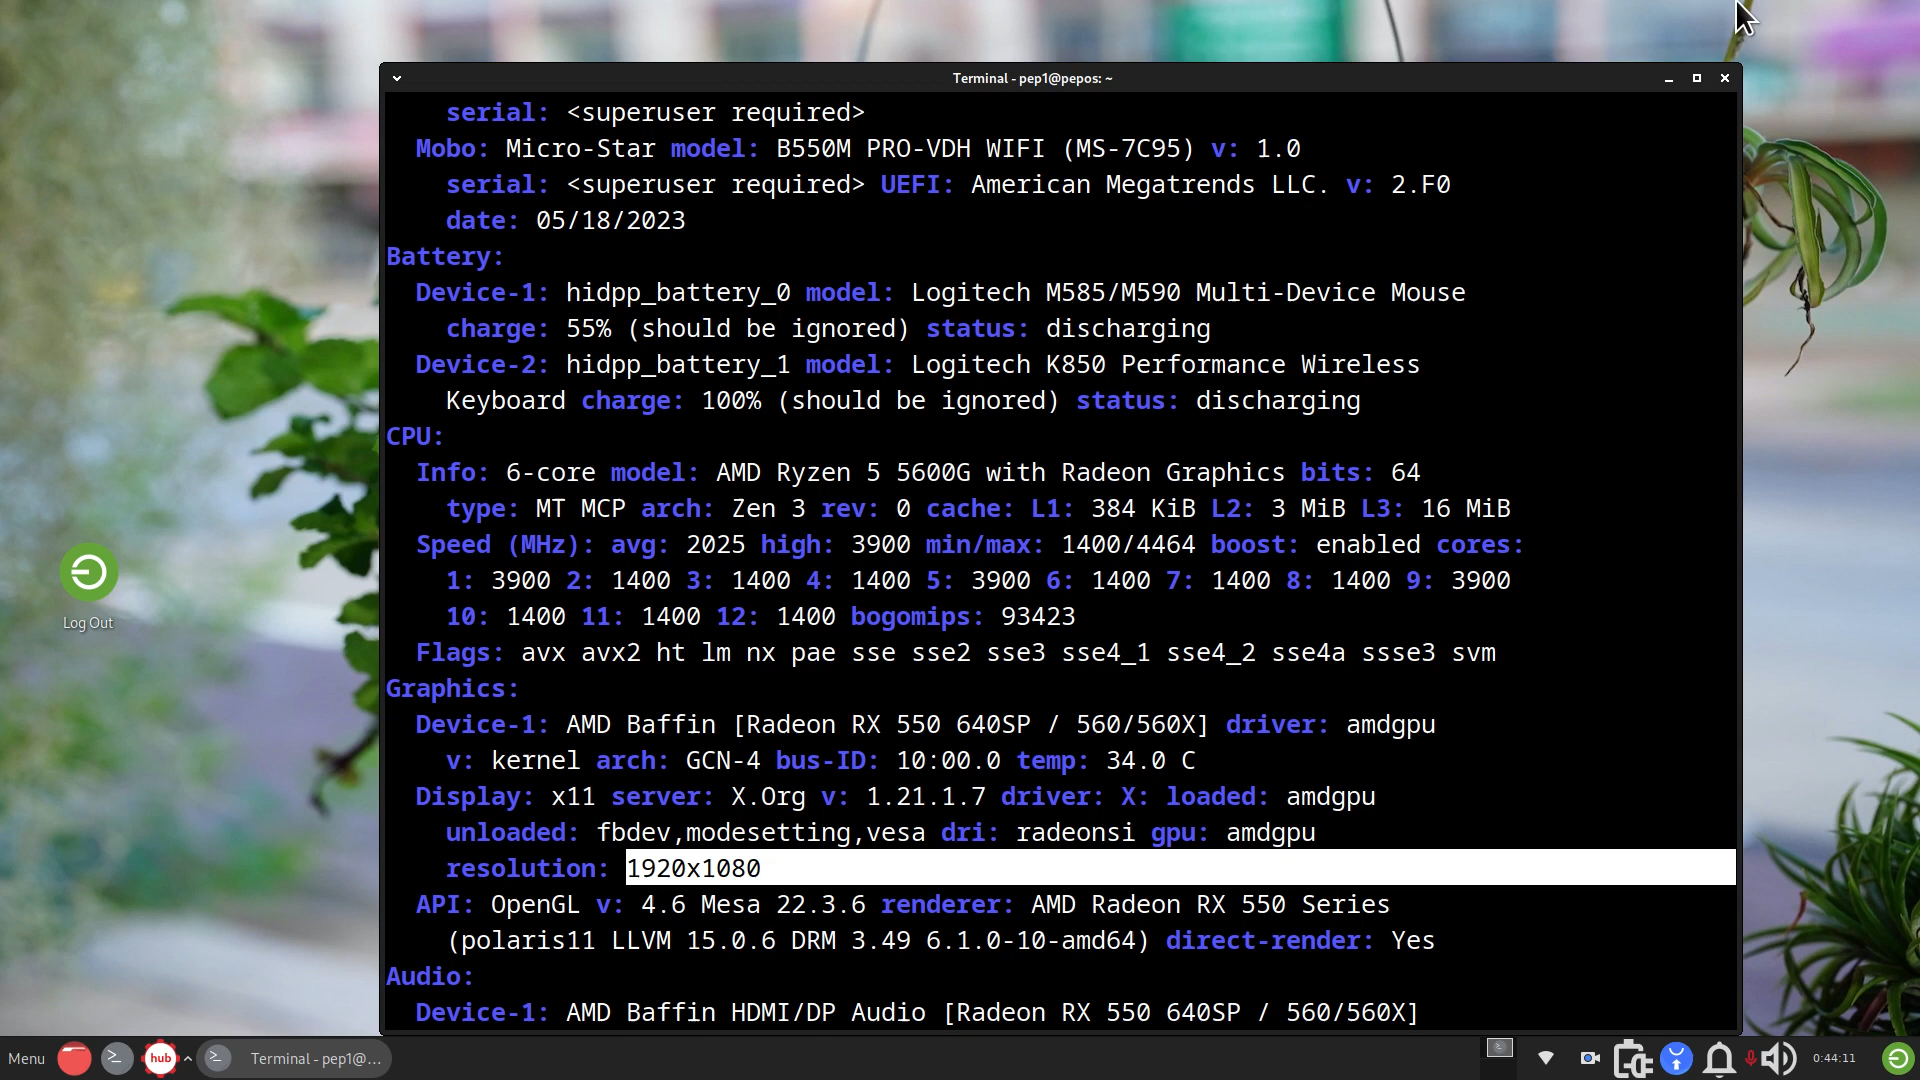 Terminal - pep1@pepos: ~
serial: <superuser required>
Mobo: Micro-Star model: B550M PRO-VDH WIFI (MS-7C95) v: 1.0
serial: <superuser required> UEFI: American Megatrends LLC. v: 2.F0
date: 05/18/2023
Battery:
Device-1: hidpp_battery_0 model: Logitech M585/M590 Multi-Device Mouse
charge: 55% (should be ignored) status: discharging
Device-2: hidpp_battery_1 model: Logitech K850 Performance Wireless
Keyboard charge: 100% (should be ignored) status: discharging
CPU:
Info: 6-core model: AMD Ryzen 5 5600G with Radeon Graphics bits: 64
type: MT MCP arch: Zen 3 rev: 0 cache: L1: 384 KiB L2: 3 MiB L3: 16 MiB
Speed (MHz): avg: 2025 high: 3900 min/max: 1400/4464 boost: enabled cores:
1: 3900 2: 1400 3: 1400 4: 1400 5: 3900 6: 1400 7: 1400 8: 1400 9: 3900
10: 1400 11: 1400 12: 1400 bogomips: 93423
Flags: avx avx2 ht lm nx pae sse sse2 sse3 sse4_1 sse4_2 sse4a ssse3 svm
Graphics:
Device-1: AMD Baffin [Radeon RX 550 640SP / 560/560X] driver: amdgpu
v: kernel arch: GCN-4 bus-ID: 10:00.0 temp: 34.0 C
Display: x11 server: X.Org v: 1.21.1.7 driver: X: loaded: amdgpu
unloaded: fbdev,modesetting,vesa dri: radeonsi gpu: amdgpu
resolution: 1920x1080
API: OpenGL v: 4.6 Mesa 22.3.6 renderer: AMD Radeon RX 550 Series
(polaris11 LLVM 15.0.6 DRM 3.49 6.1.0-10-amd64) direct-render: Yes
Audio:
Device-1: AMD Baffin HDMI/DP Audio [Radeon RX 550 640SP / 560/560X]
Log Out
Menu
hub
Terminal - pep1@...
0:44:11